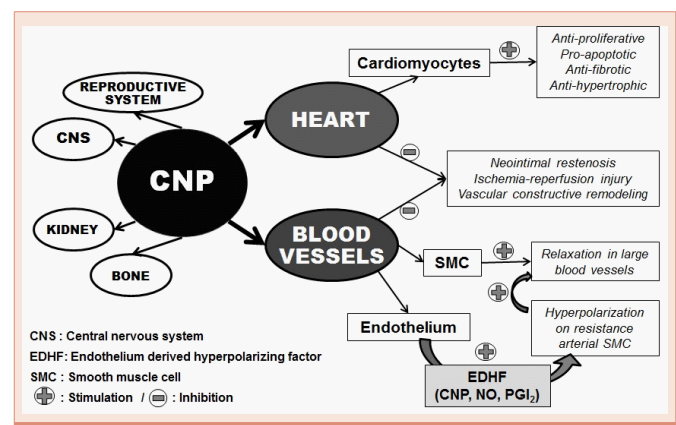 REPRODUCTIVE
SYSTEM
CNS
CNP
KIDNEY
BONE
HEART
BLOOD
VESSELS
Cardiomyocytes
Anti-proliferative
Pro-apoptotic
Anti-fibrotic
Anti-hypertrophic
Neointimal restenosis
Ischemia-reperfusion injury
Vascular constructive remodeling
SMC
Relaxation in large
blood vessels
Endothelium
Hyperpolarization
on resistance
arterial SMC
EDHF
(CNP, NO, PGI₂)
CNS : Central nervous system
EDHF: Endothelium derived hyperpolarizing factor
SMC : Smooth muscle cell
: Stimulation / : Inhibition